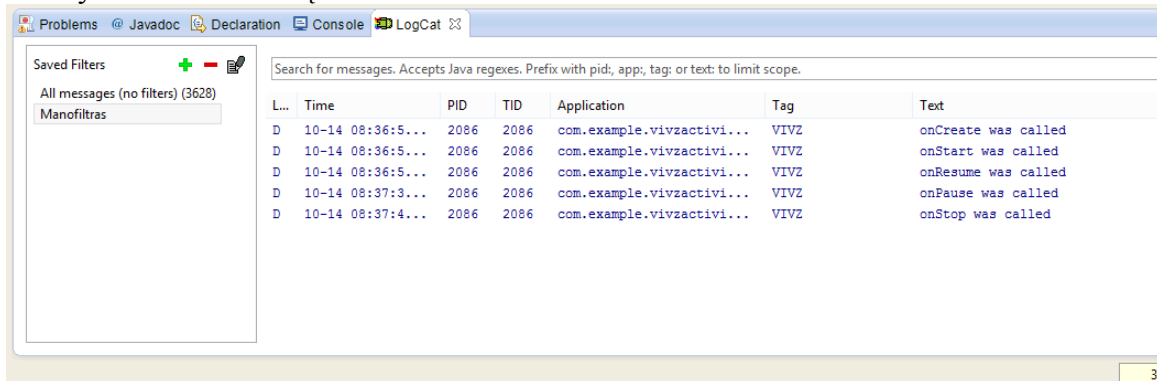 Problems @ Javadoc Declaration Console LogCat
Saved Filters
Search for messages. Accepts Java regexes. Prefix with pid:, app:, tag: or text: to limit scope.
All messages (no filters) (3628)
Manofiltras
L... Time PID TID Application Tag Text
D 10-14 08:36:5... 2086 2086 com.example.vivzactivi... VIVZ onCreate was called
D 10-14 08:36:5... 2086 2086 com.example.vivzactivi... VIVZ onStart was called
D 10-14 08:36:5... 2086 2086 com.example.vivzactivi... VIVZ onResume was called
D 10-14 08:37:3... 2086 2086 com.example.vivzactivi... VIVZ onPause was called
D 10-14 08:37:4... 2086 2086 com.example.vivzactivi... VIVZ onStop was called
3